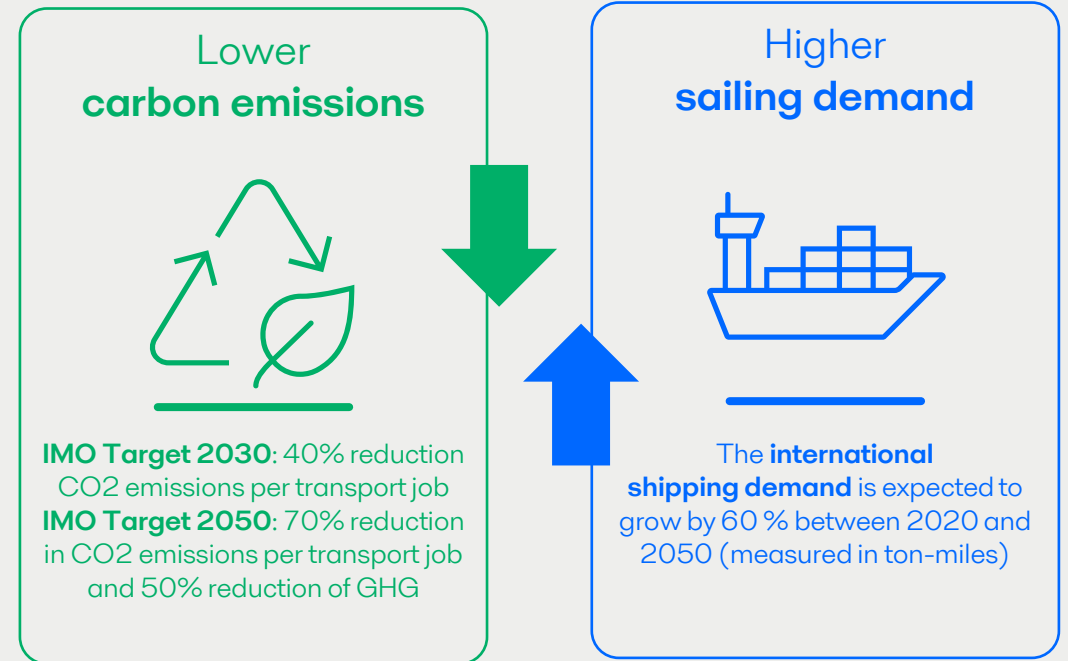 Lower
carbon emissions
IMO Target 2030: 40% reduction
CO2 emissions per transport job
IMO Target 2050: 70% reduction
in CO2 emissions per transport job
and 50% reduction of GHG
Higher
sailing demand
The international
shipping demand is expected to
grow by 60 % between 2020 and
2050 (measured in ton-miles)